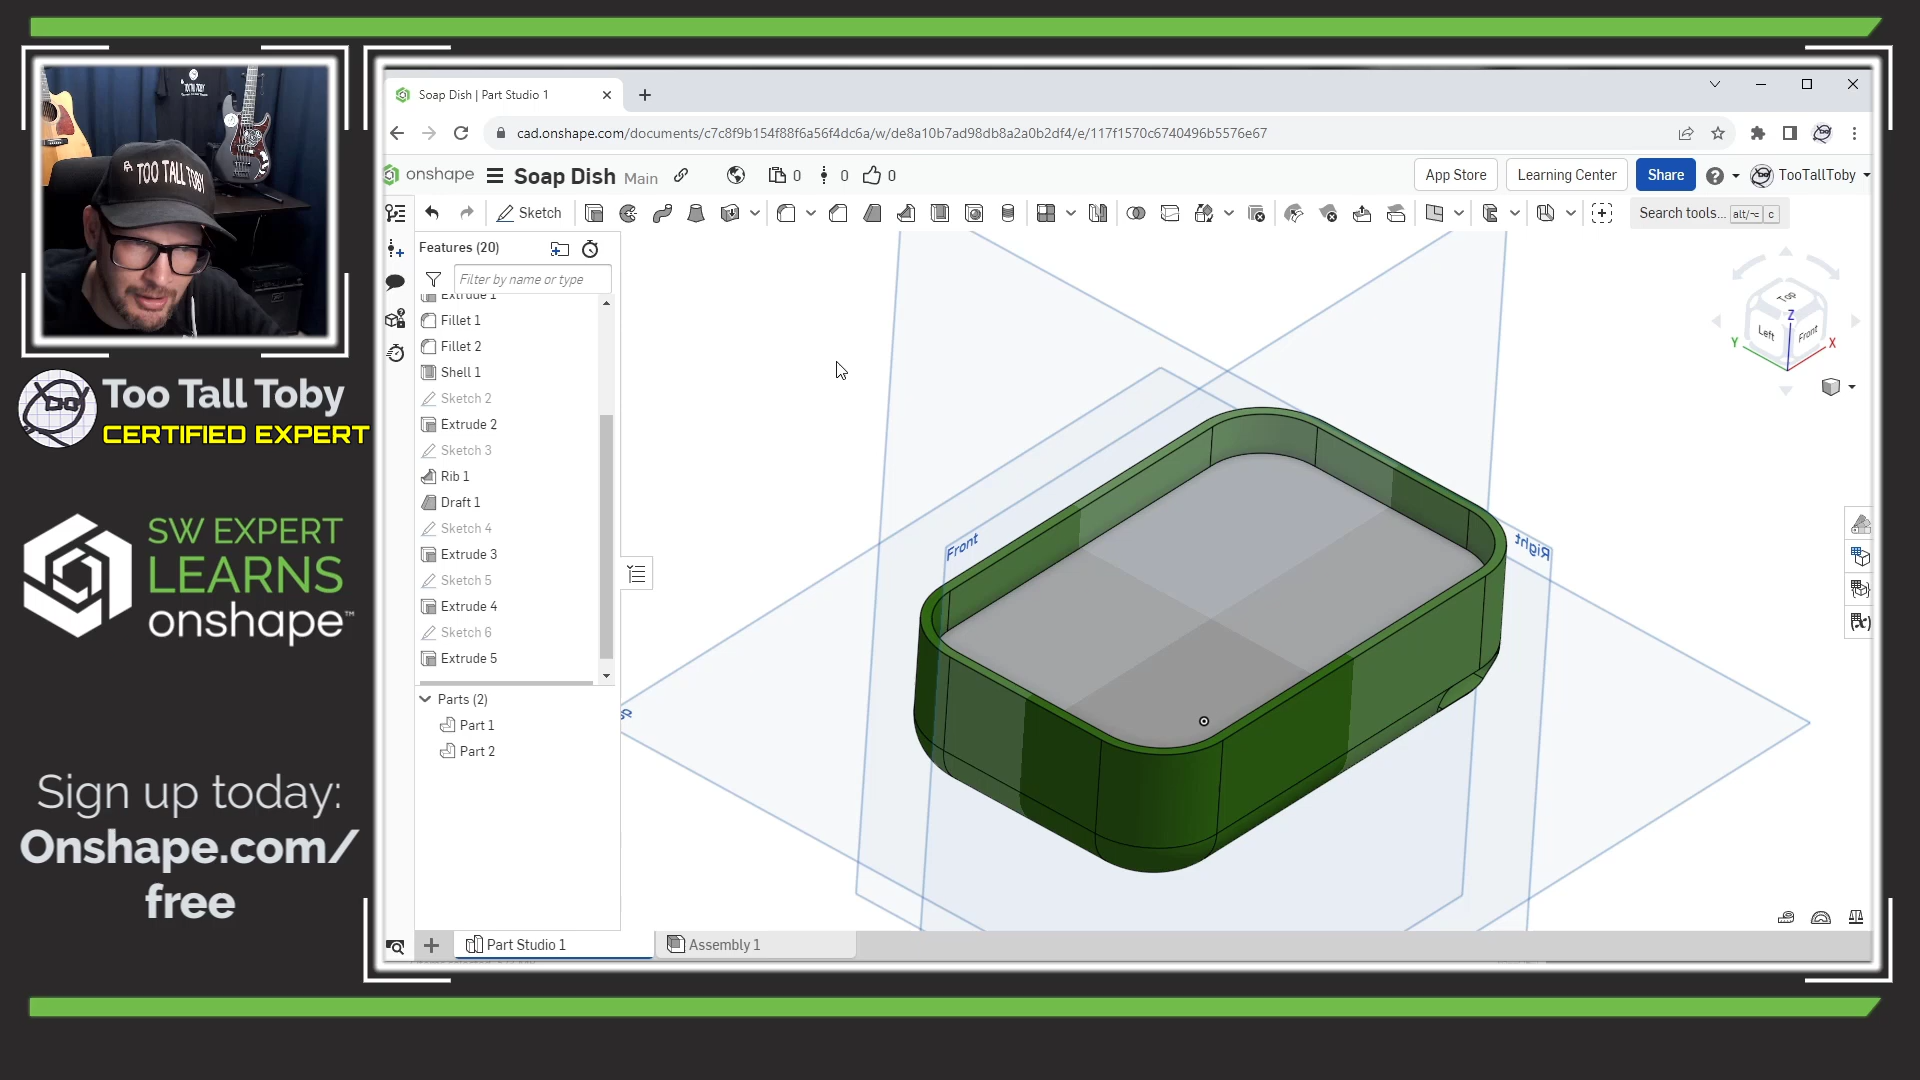 TOO TALL TOBY
Too Tall Toby
CERTIFIED EXPERT
SW EXPERT
LEARNS
onshape™
Sign up today:
Onshape.com/
free
Soap Dish | Part Studio 1
cad.onshape.com/documents/c7c8f9b154f88f6a56f4dc6a/w/de8a10b7ad98db8a2a0b2df4/e/117f1570c6740496b5576e67
onshape Soap Dish Main 0 0 0 App Store Learning Center Share TooTallToby
Sketch Search tools... alt/⌥ c
Features (20)
Filter by name or type
Extrude 1
Fillet 1
Fillet 2
Shell 1
Sketch 2
Extrude 2
Sketch 3
Rib 1
Draft 1
Sketch 4
Extrude 3
Sketch 5
Extrude 4
Sketch 6
Extrude 5
Parts (2)
Part 1
Part 2
Front
Right
Top
Left
Front
Z
Y
X
Part Studio 1
Assembly 1